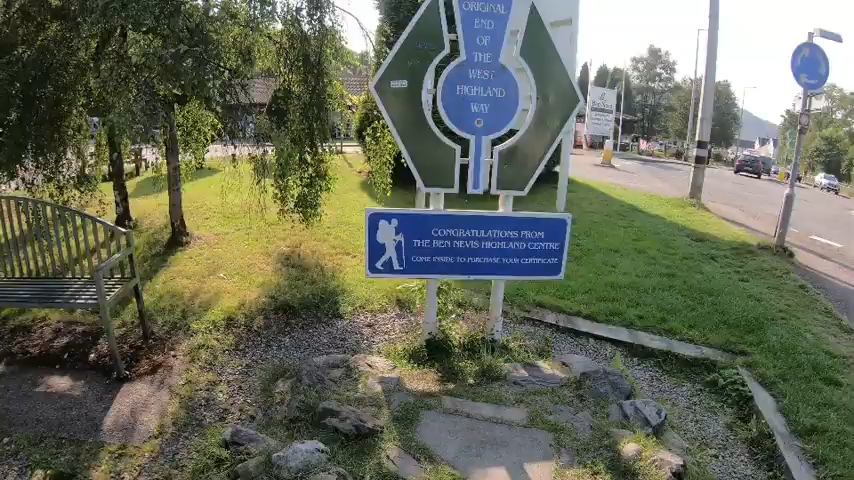 ORIGINAL
END
OF
THE
WEST
HIGHLAND
WAY
CONGRATULATIONS FROM
THE BEN NEVIS HIGHLAND CENTRE
COME INSIDE TO PURCHASE YOUR CERTIFICATE